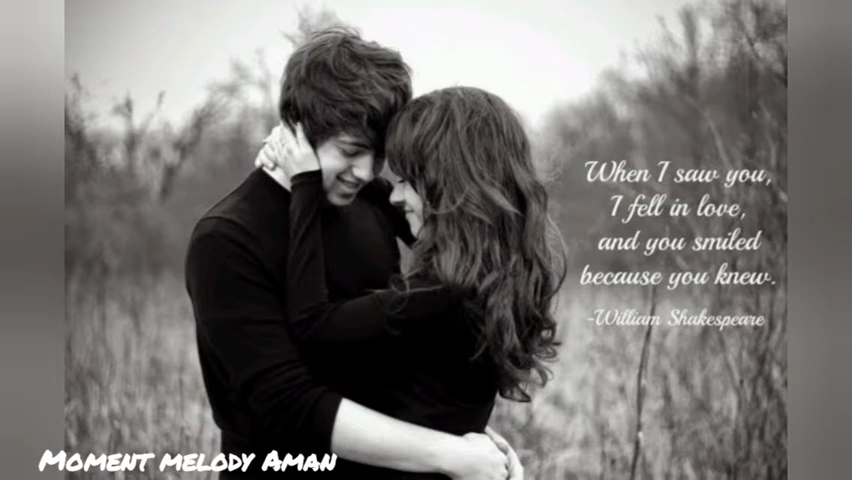 When I saw you,
I fell in love,
and you smiled
because you knew.
-William Shakespeare
MOMENT MELODY AMAN